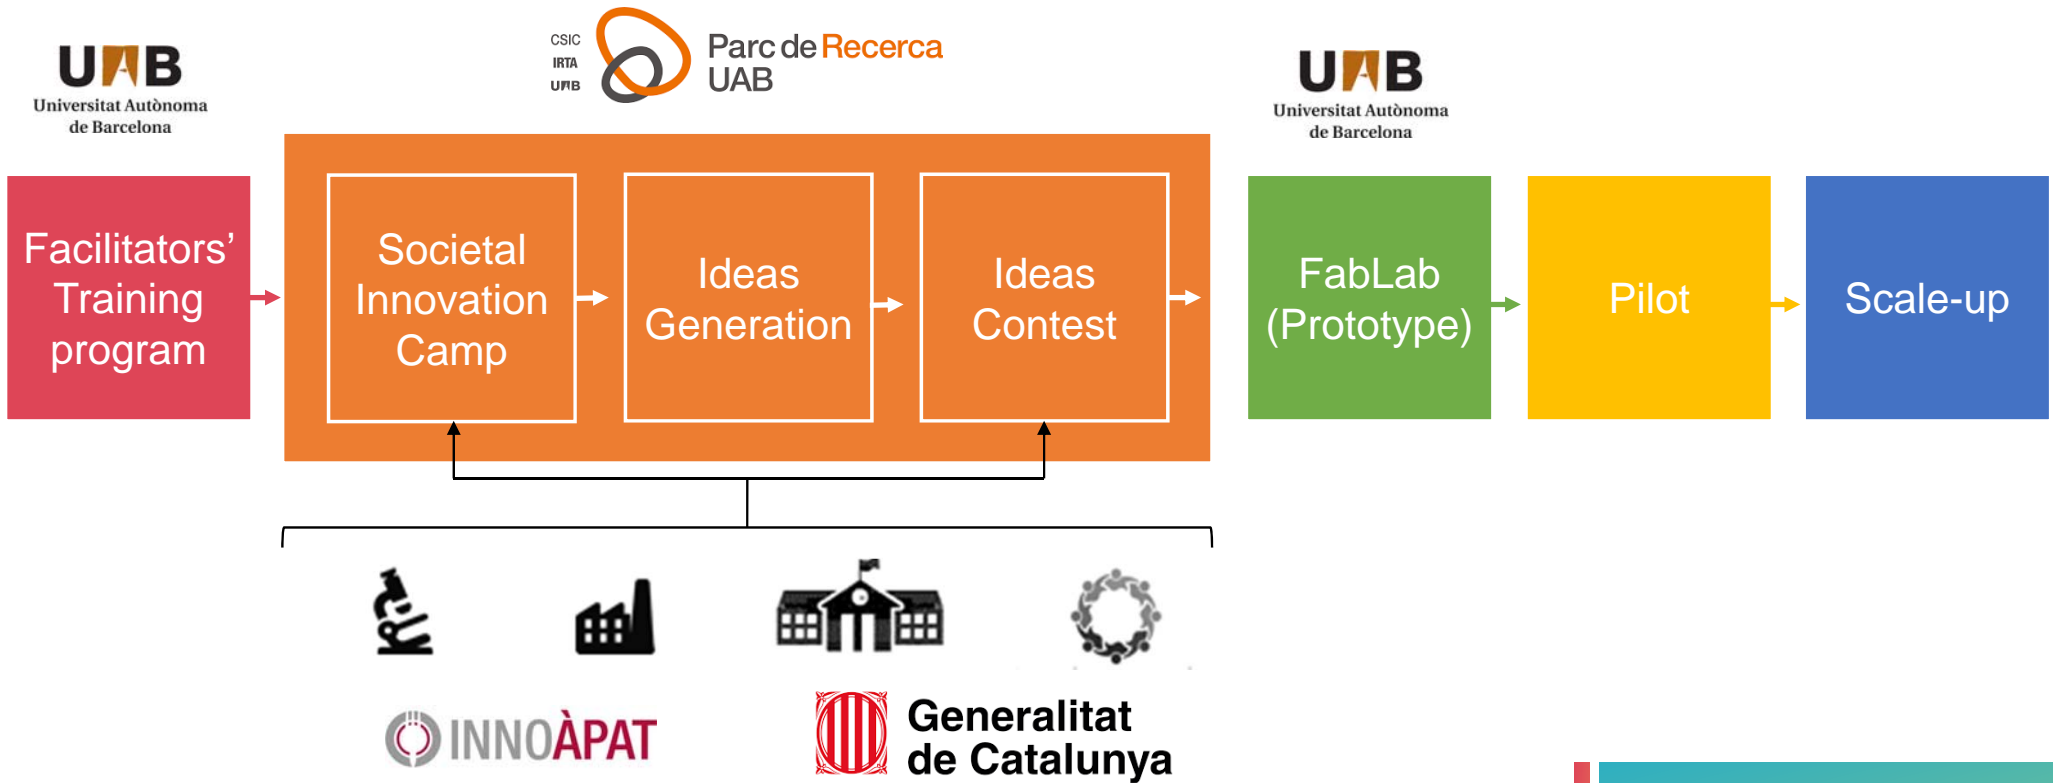 UAB
Universitat Autònoma
de Barcelona
CSIC
IRTA
UAB
Parc de Recerca
UAB
UAB
Universitat Autònoma
de Barcelona
Facilitators’
Training
program
Societal
Innovation
Camp
Ideas
Generation
Ideas
Contest
FabLab
(Prototype)
Pilot
Scale-up
INNOÀPAT
Generalitat
de Catalunya